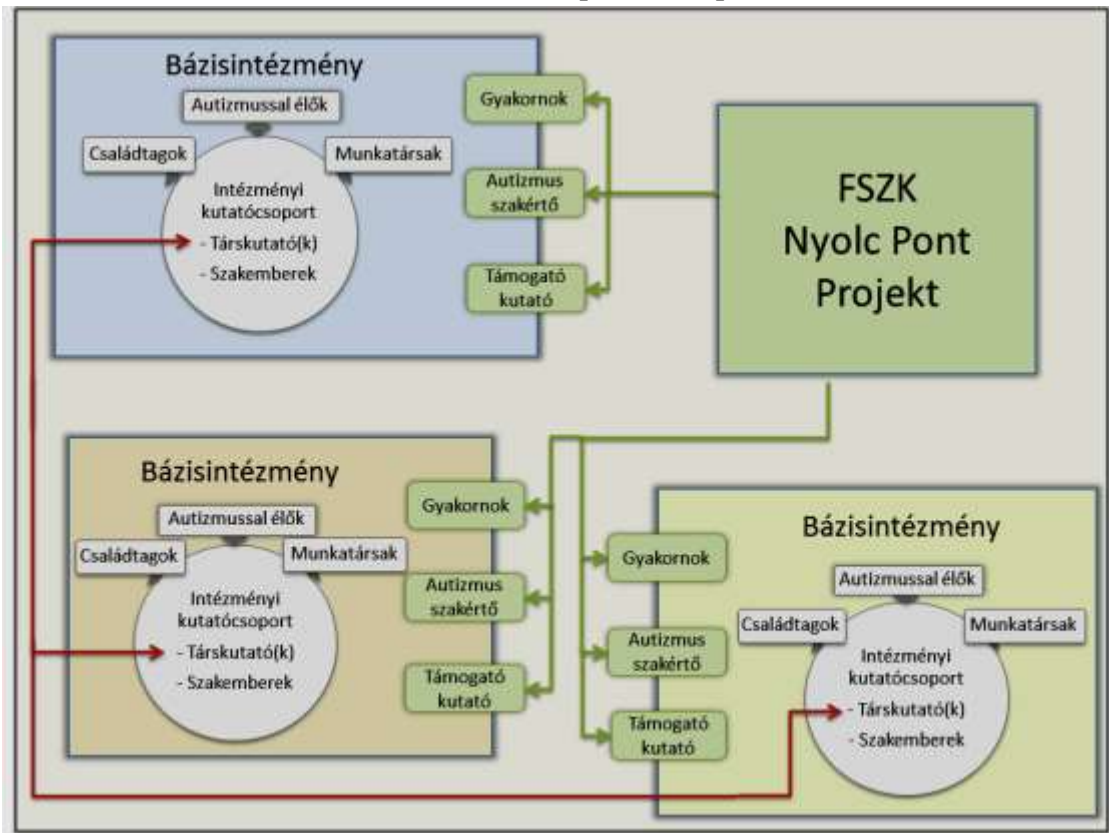 Bázisintézmény
Autizmussal élők
Családtagok
Munkatársak
Intézményi
kutatócsoport
- Társkutató(k)
- Szakemberek
Gyakornok
Autizmus
szakértő
Támogató
kutató
FSZK
Nyolc Pont
Projekt
Bázisintézmény
Autizmussal élők
Családtagok
Munkatársak
Intézményi
kutatócsoport
- Társkutató(k)
- Szakemberek
Gyakornok
Autizmus
szakértő
Támogató
kutató
Gyakornok
Autizmus
szakértő
Támogató
kutató
Bázisintézmény
Autizmussal élők
Családtagok
Munkatársak
Intézményi
kutatócsoport
- Társkutató(k)
- Szakemberek